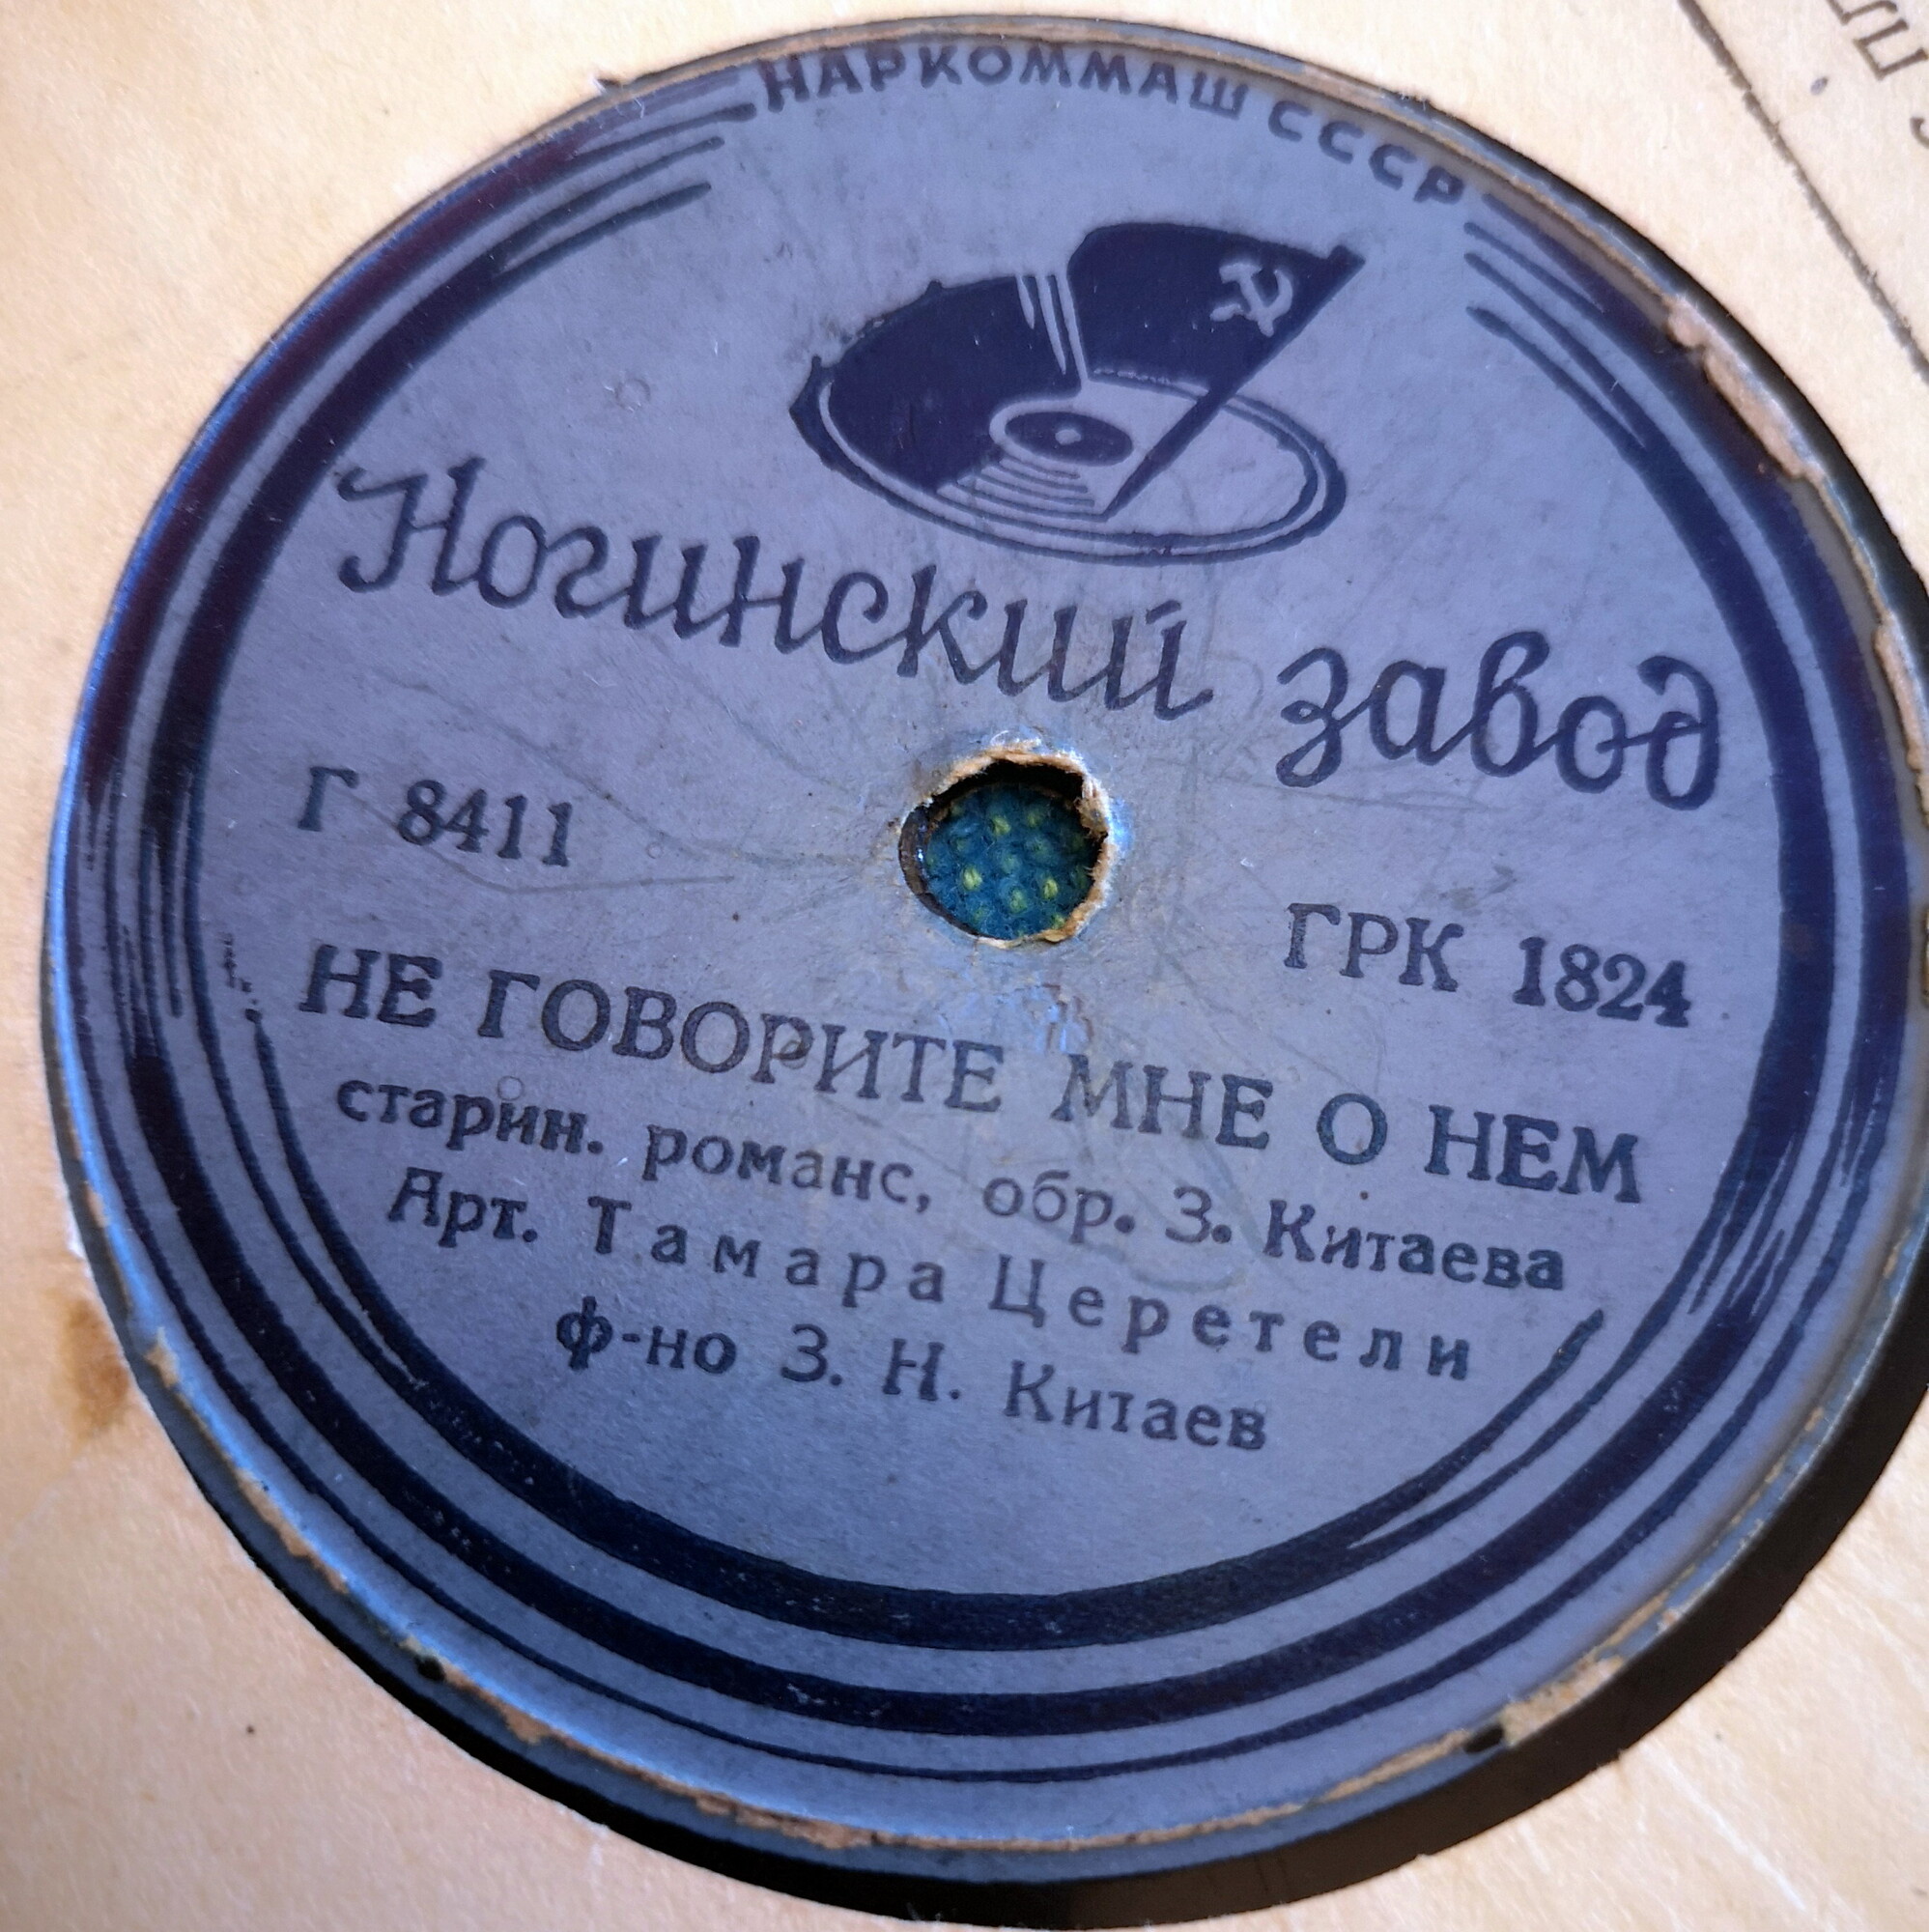 НАРКОММАШ СССР
Ногинский завод
Г 8411
ГРК 1824
НЕ ГОВОРИТЕ МНЕ О НЕМ
старин. романс, обр. З. Китаева
Арт. Тамара Церетели
ф-но З. Н. Китаев